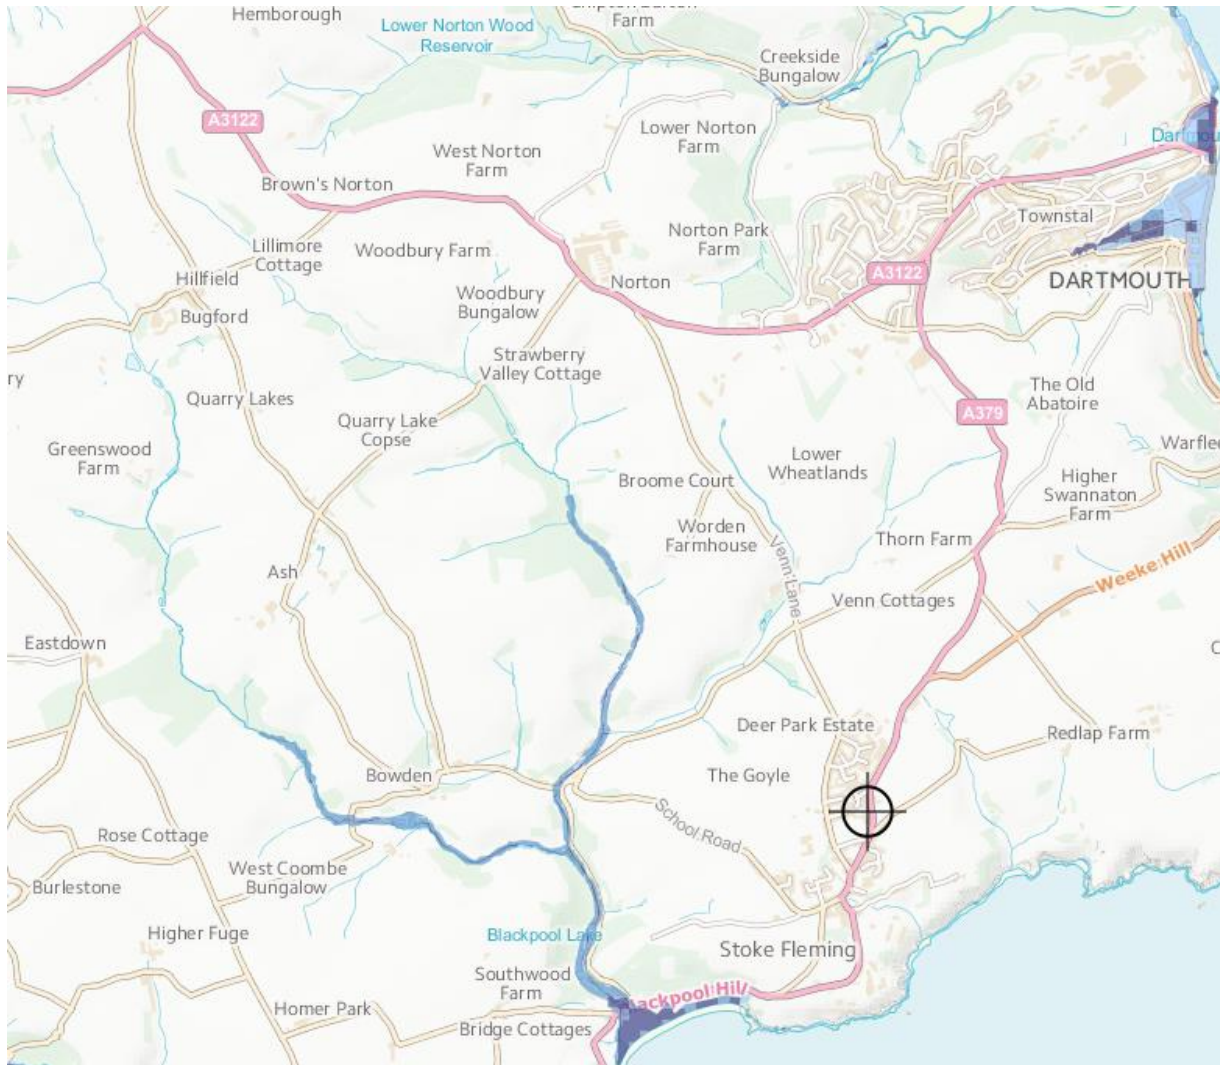 Hemborough
Farm
Lower Norton Wood
Reservoir
Creekside
Bungalow
A3122
Lower Norton
Farm
West Norton
Farm
Brown's Norton
Townstal
Norton Park
Farm
Lillimore
Cottage
Woodbury Farm
A3122
Hillfield
Norton
DARTMOUTH
Woodbury
Bungalow
Bugford
Strawberry
Valley Cottage
The Old
Abatoire
Quarry Lakes
A379
Quarry Lake
Copse
Greenswood
Farm
Lower
Wheatlands
Broome Court
Higher
Swannaton
Farm
Worden
Farmhouse
Thorn Farm
Venn Lane
Weeke Hill
Ash
Venn Cottages
Eastdown
Deer Park Estate
Redlap Farm
Bowden
The Goyle
School Road
Rose Cottage
West Coombe
Bungalow
Burlestone
Higher Fuge
Blackpool Lake
Stoke Fleming
Southwood
Farm
ackpool Hill
Homer Park
Bridge Cottages